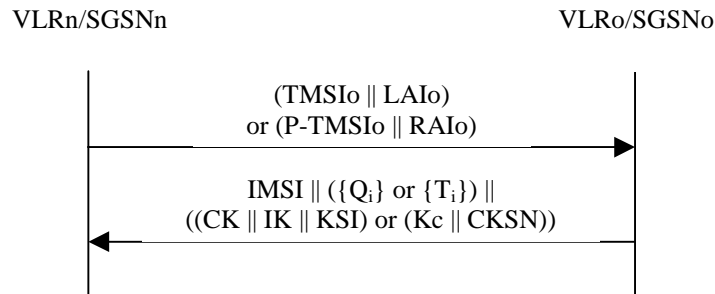 VLRn/SGSNn
VLRo/SGSNo
(TMSIo || LAIo)
or (P-TMSIo || RAIo)
IMSI || ({Qi} or {Ti}) ||
((CK || IK || KSI) or (Kc || CKSN))